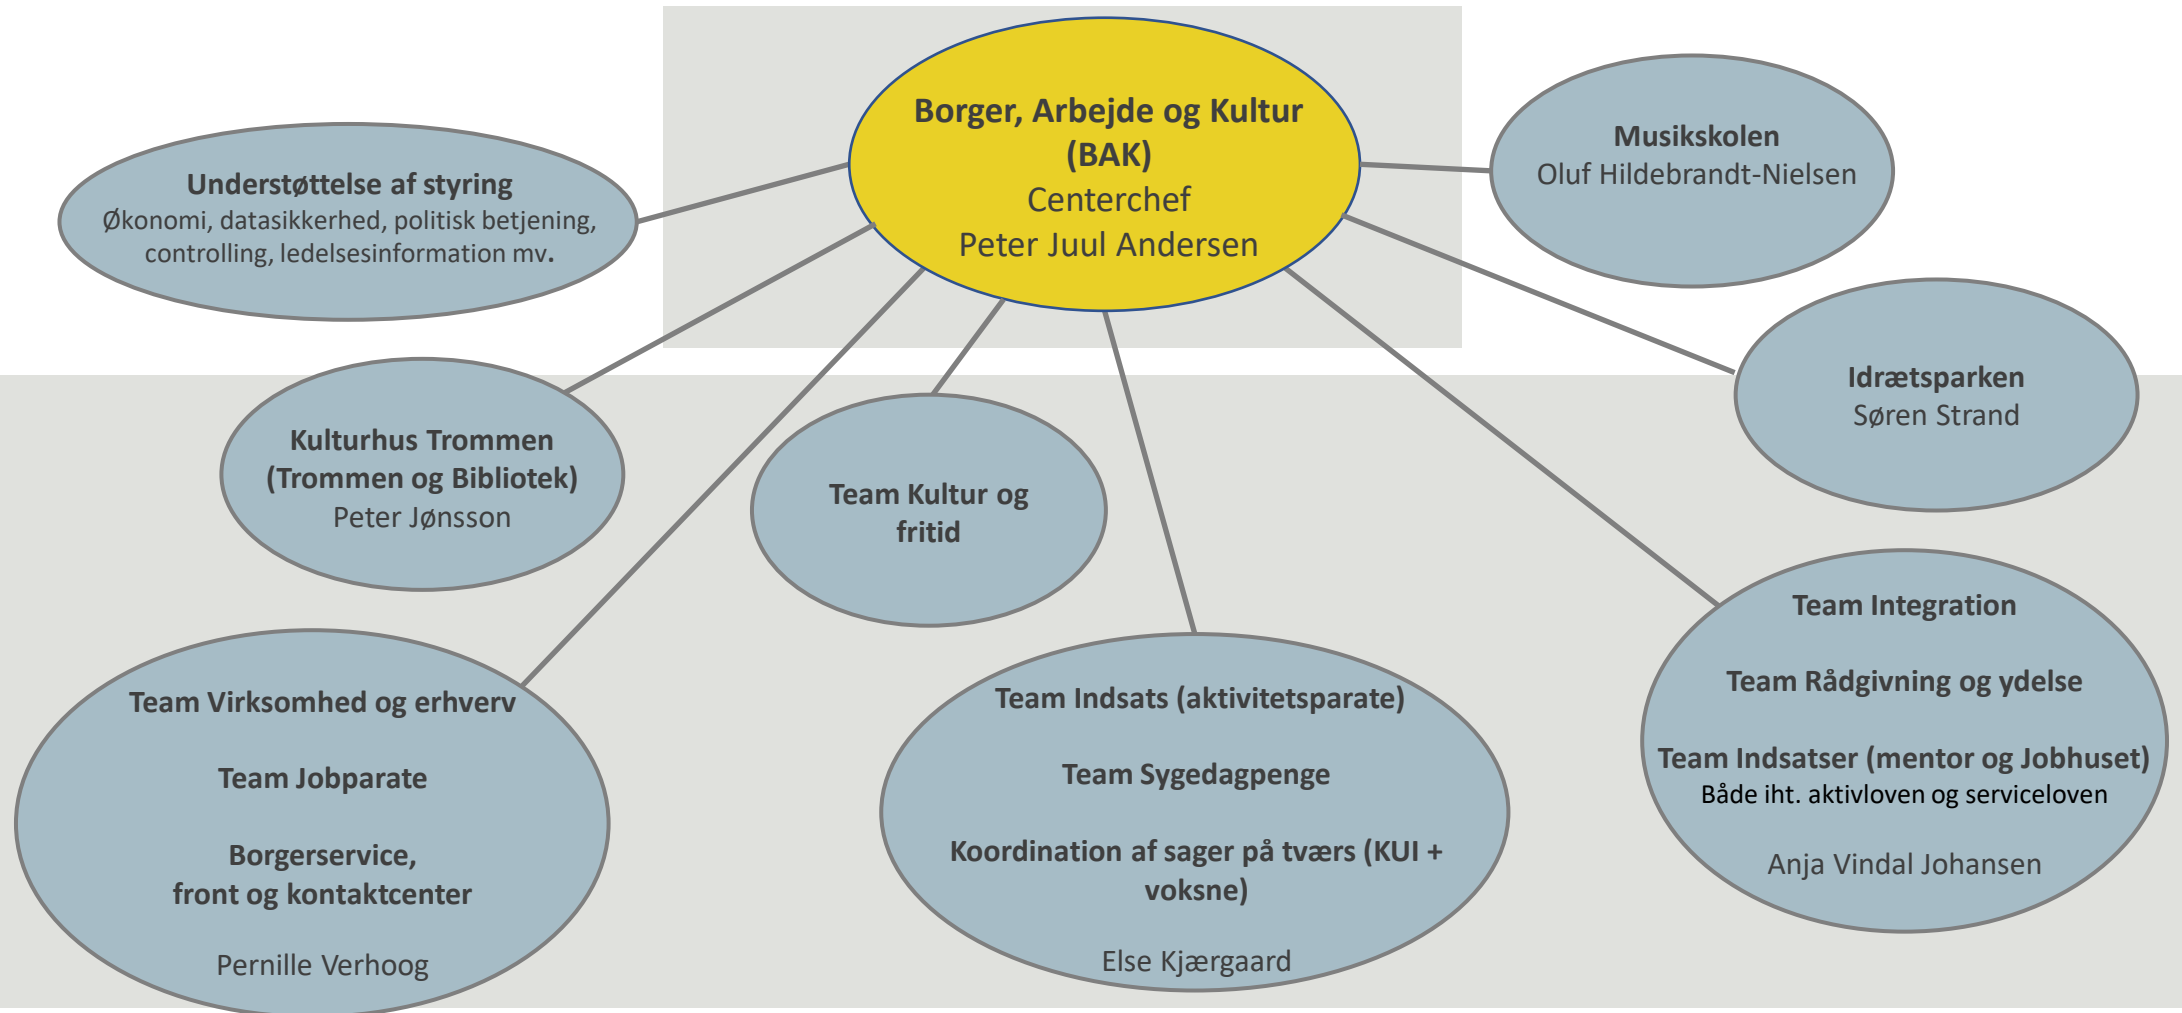 Borger, Arbejde og Kultur
(BAK)
Centerchef
Peter Juul Andersen
Musikskolen
Oluf Hildebrandt-Nielsen
Understøttelse af styring
Økonomi, datasikkerhed, politisk betjening,
controlling, ledelsesinformation mv.
Idrætsparken
Søren Strand
Kulturhus Trommen
(Trommen og Bibliotek)
Peter Jønsson
Team Kultur og
fritid
Team Virksomhed og erhverv
Team Jobparate
Borgerservice,
front og kontaktcenter
Pernille Verhoog
Team Indsats (aktivitetsparate)
Team Sygedagpenge
Koordination af sager på tværs (KUI +
voksne)
Else Kjærgaard
Team Integration
Team Rådgivning og ydelse
Team Indsatser (mentor og Jobhuset)
Både iht. aktivloven og serviceloven
Anja Vindal Johansen